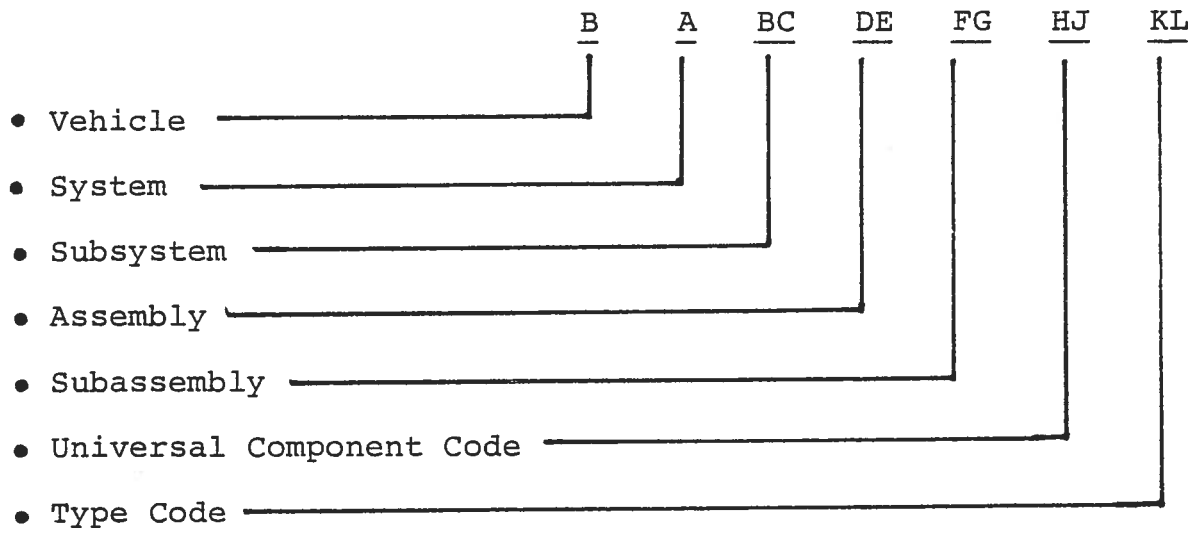 B A BC DE FG HJ KL
• Vehicle
• System
• Subsystem
• Assembly
• Subassembly
• Universal Component Code
• Type Code